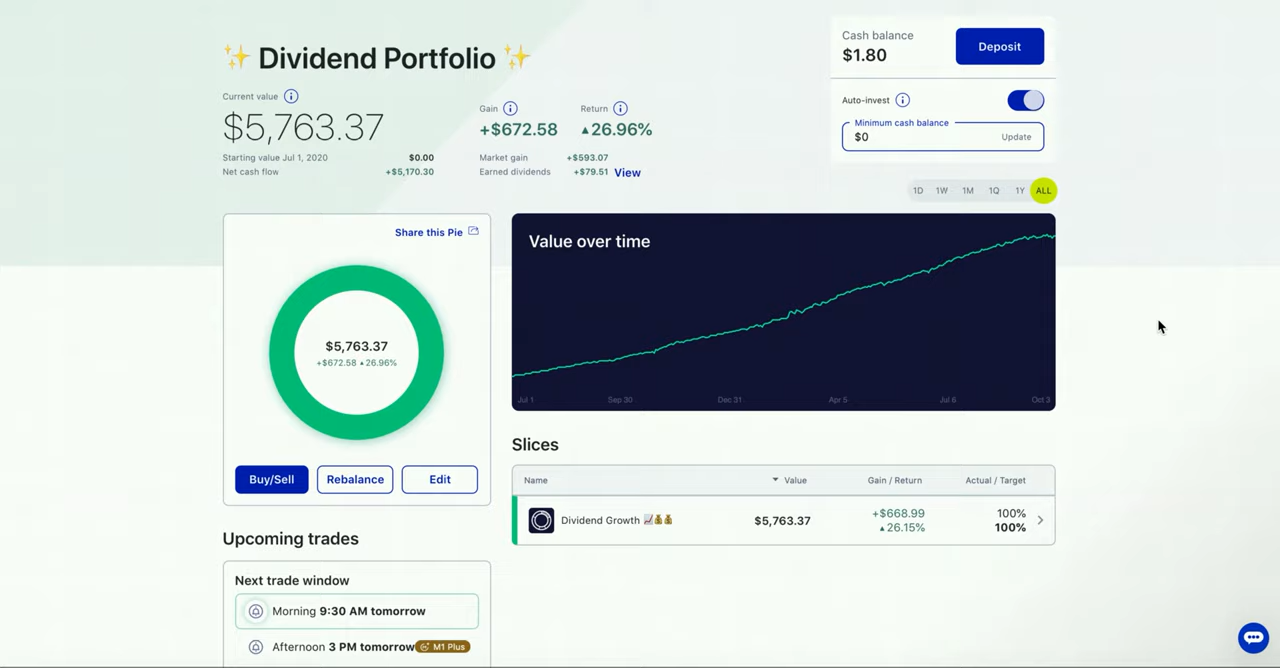 ✨ Dividend Portfolio ✨
Cash balance
$1.80
Deposit
Current value
$5,763.37
Starting value Jul 1, 2020 $0.00
Net cash flow +$5,170.30
Gain
+$672.58
Return
▲26.96%
Market gain +$593.07
Earned dividends +$79.51 View
Auto-invest
Minimum cash balance
$0 Update
1D 1W 1M 1Q 1Y ALL
Share this Pie
$5,763.37
+$672.58 ▲26.96%
Buy/Sell Rebalance Edit
Value over time
Jul 1 Sep 30 Dec 31 Apr 5 Jul 6 Oct 3
Slices
Name ▼ Value Gain / Return Actual / Target
Dividend Growth 📈💰💰 $5,763.37 +$668.99 100%
▲26.15% 100%
Upcoming trades
Next trade window
Morning 9:30 AM tomorrow
Afternoon 3 PM tomorrow M1 Plus